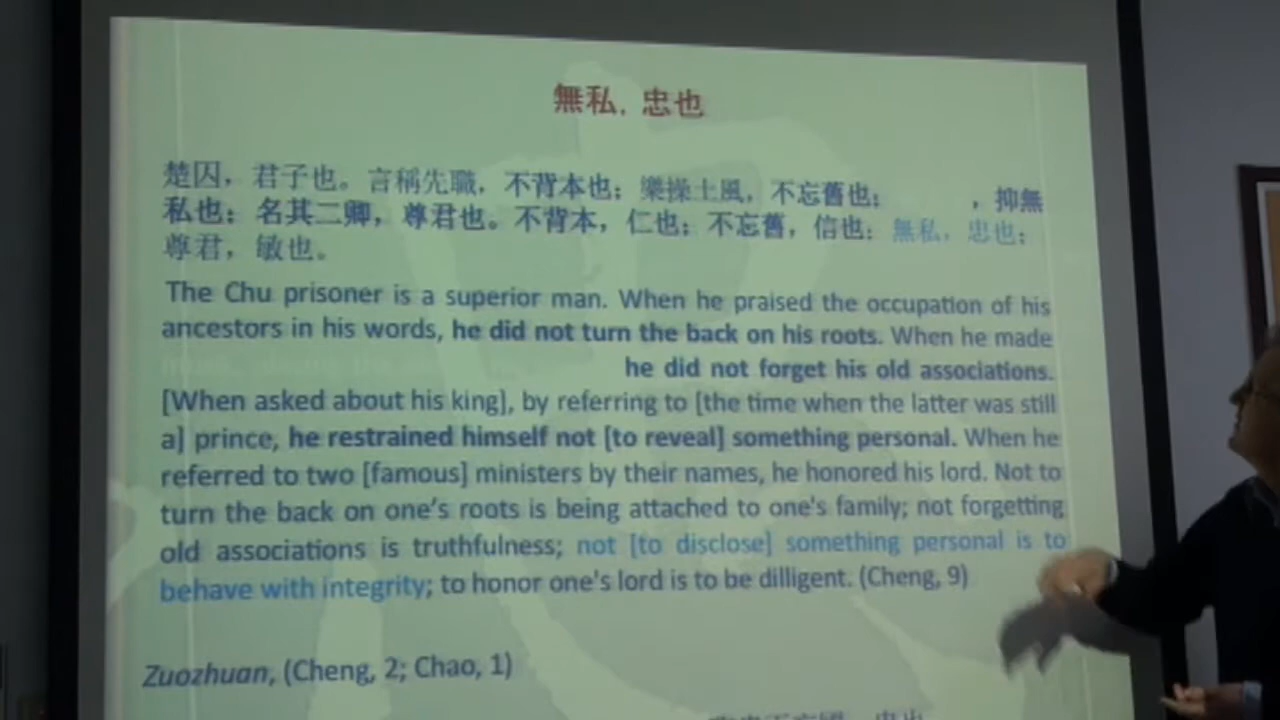 無私，忠也
楚囚，君子也。言稱先職，不背本也；樂操土風，不忘舊也； ，抑無
私也；名其二卿，尊君也。不背本，仁也；不忘舊，信也；無私，忠也；
尊君，敏也。
The Chu prisoner is a superior man. When he praised the occupation of his
ancestors in his words, he did not turn the back on his roots. When he made
he did not forget his old associations.
[When asked about his king], by referring to [the time when the latter was still
a] prince, he restrained himself not [to reveal] something personal. When he
referred to two [famous] ministers by their names, he honored his lord. Not to
turn the back on one's roots is being attached to one's family; not forgetting
old associations is truthfulness; not [to disclose] something personal is to
behave with integrity; to honor one's lord is to be dilligent. (Cheng, 9)
Zuozhuan, (Cheng, 2; Chao, 1)